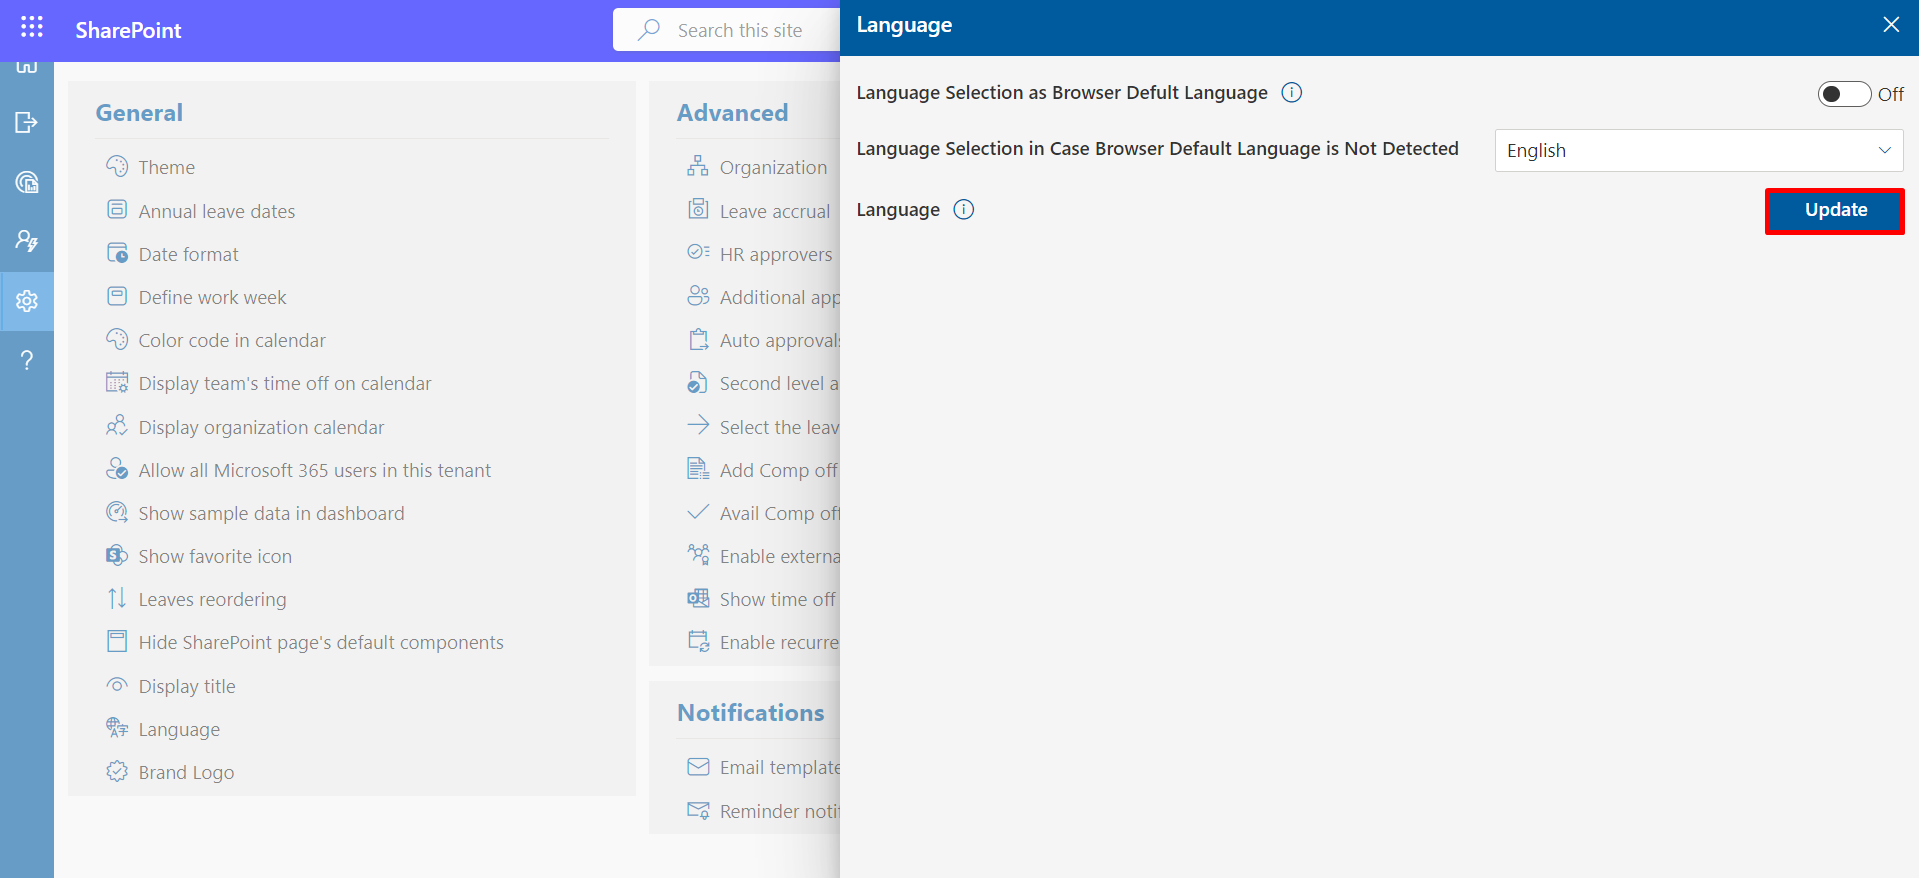 SharePoint
Search this site
General
Theme
Annual leave dates
Date format
Define work week
Color code in calendar
Display team's time off on calendar
Display organization calendar
Allow all Microsoft 365 users in this tenant
Show sample data in dashboard
Show favorite icon
Leaves reordering
Hide SharePoint page's default components
Display title
Language
Brand Logo
Advanced
Organization
Leave accrual
HR approvers
Additional app
Auto approvals
Second level a
Select the leav
Add Comp off
Avail Comp off
Enable externa
Show time off
Enable recurre
Notifications
Email template
Reminder notif
Language
Language Selection as Browser Defult Language
Off
Language Selection in Case Browser Default Language is Not Detected
English
Language
Update